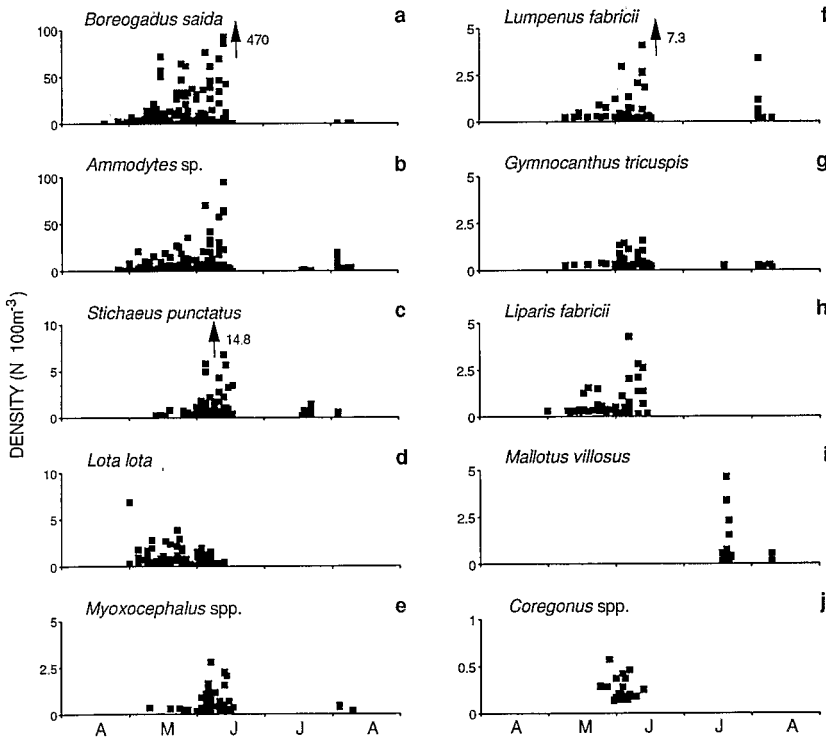 Boreogadus saida
a
470
100
50
0
Ammodytes sp.
b
100
50
0
Stichaeus punctatus
c
14.8
10
5
0
Lota lota
d
10
5
0
Myoxocephalus spp.
e
5
2.5
0
A M J J A
DENSITY (N 100m-3)
Lumpenus fabricii
f
7.3
5
2.5
0
Gymnocanthus tricuspis
g
5
2.5
0
Liparis fabricii
h
5
2.5
0
Mallotus villosus
i
5
2.5
0
Coregonus spp.
j
1
0.5
0
A M J J A